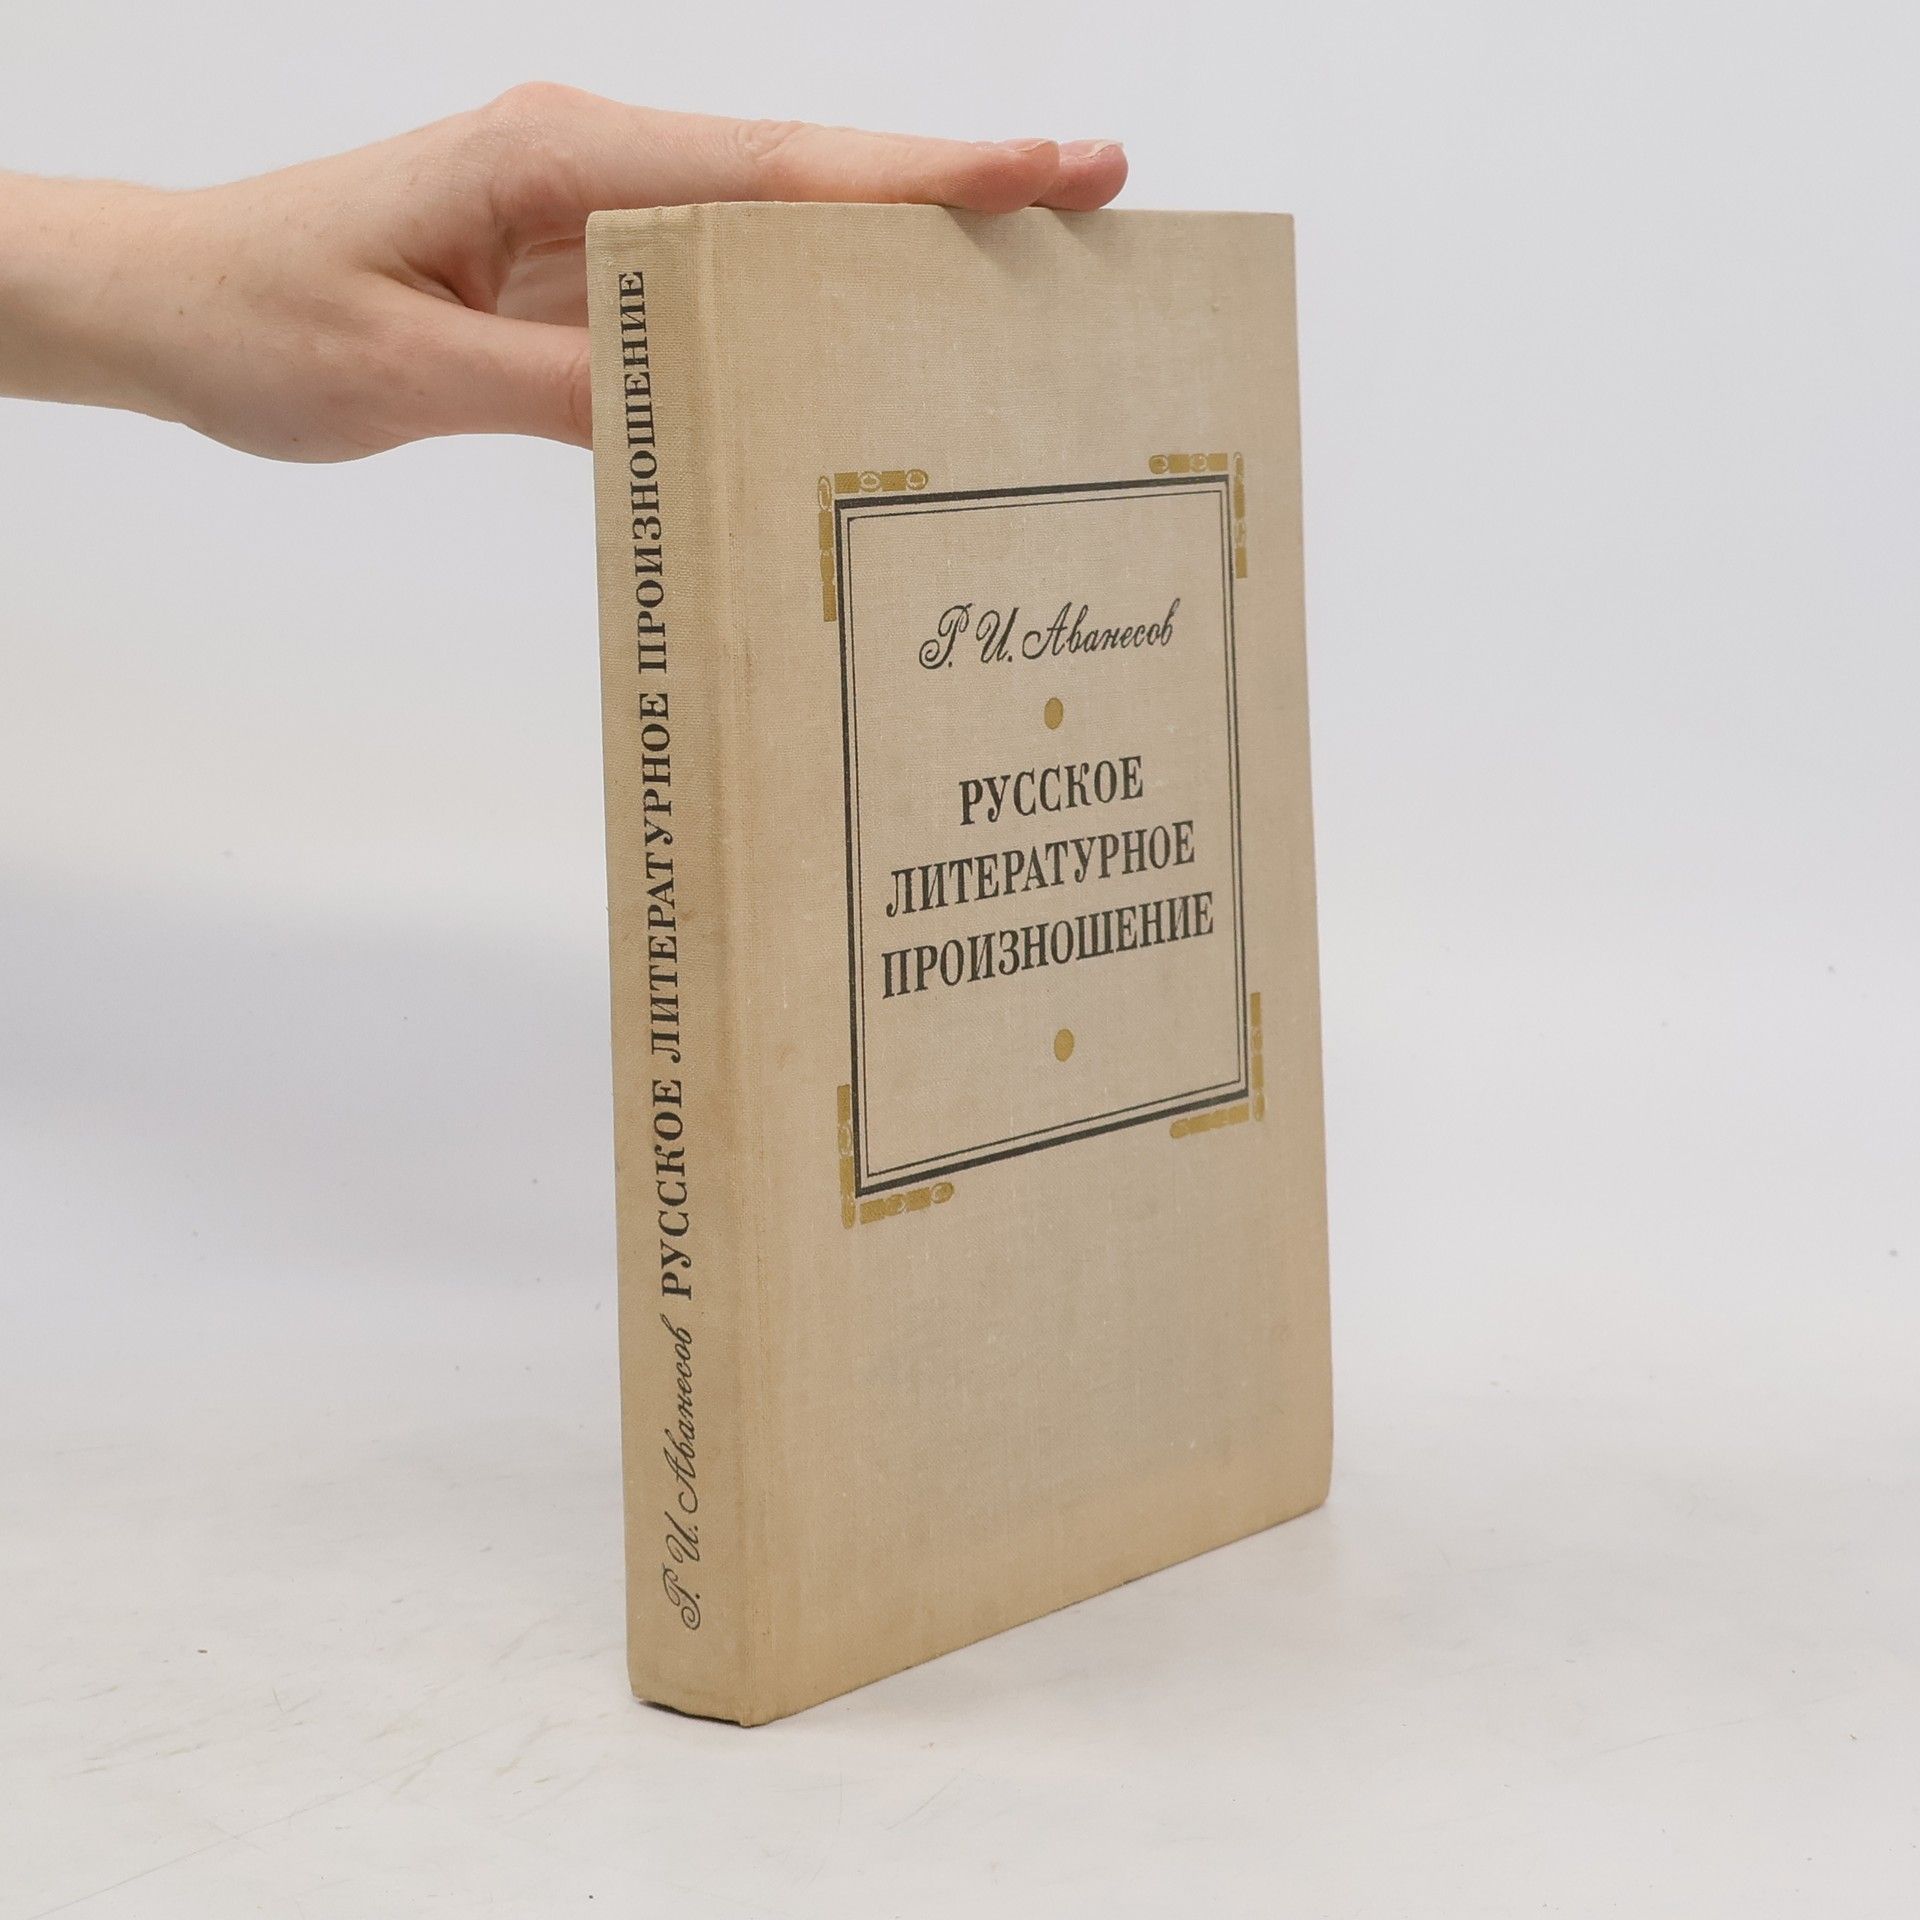 Р. И. Аванесов РУССКОЕ ЛИТЕРАТУРНОЕ ПРОИЗНОШЕНИЕ
Р. И. Аванесов
РУССКОЕ
ЛИТЕРАТУРНОЕ
ПРОИЗНОШЕНИЕ